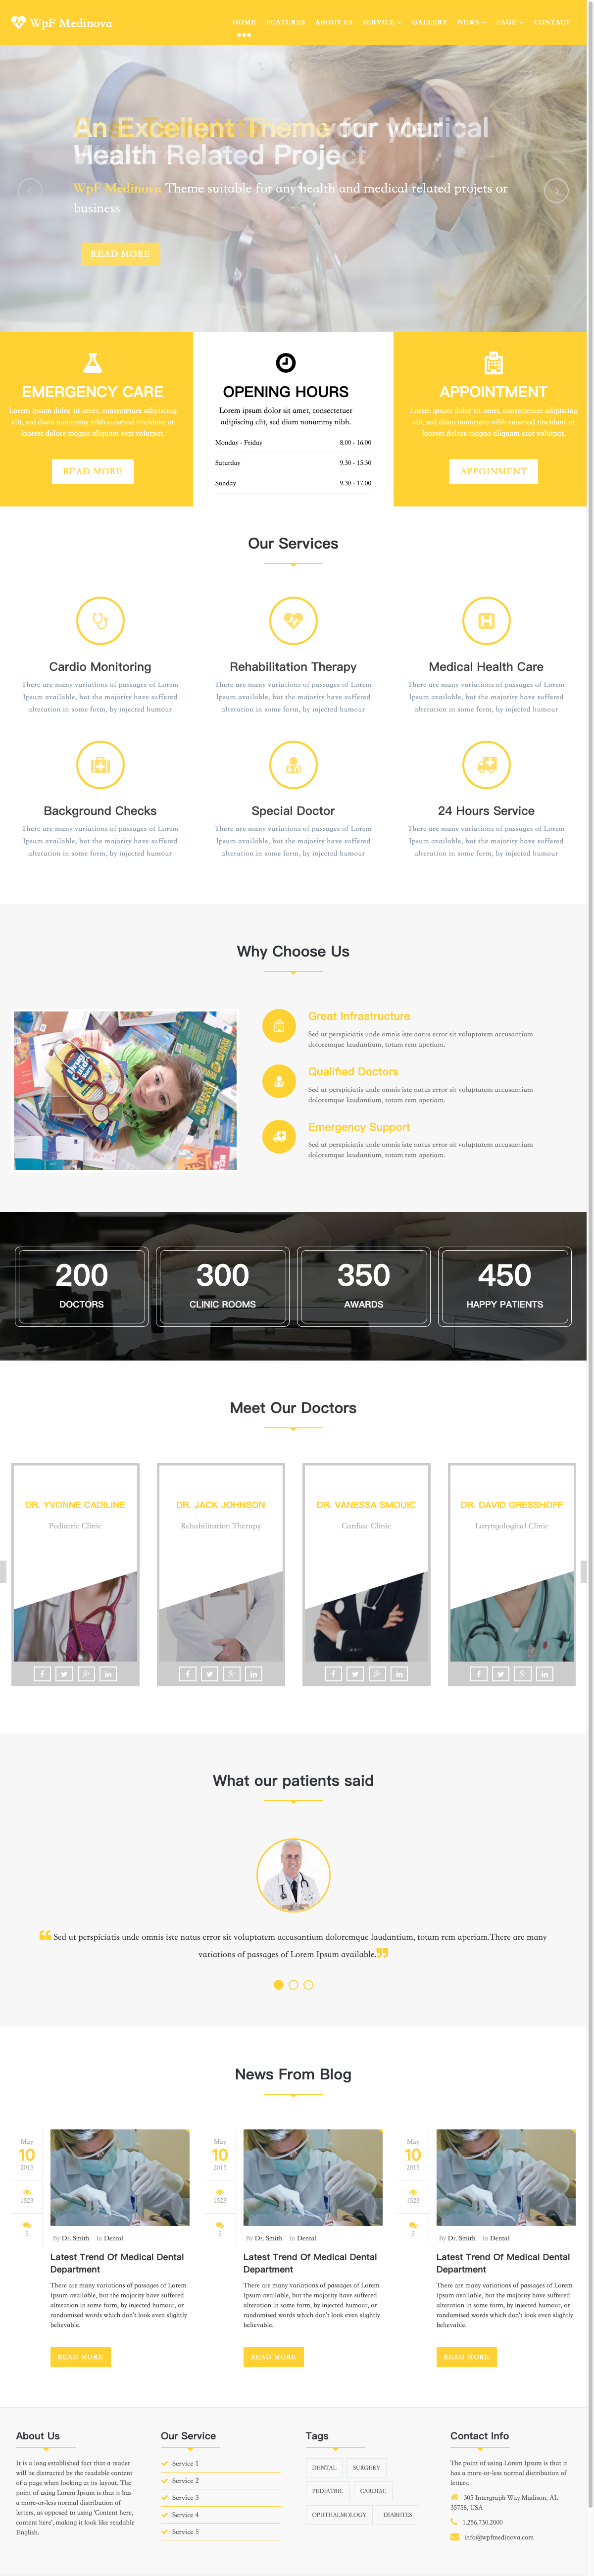 WpF Medinova
HOME FEATURES ABOUT US SERVICE GALLERY NEWS PAGE CONTACT
An Excellent Theme for your
Health Related Project
WpF Medinova Theme suitable for any health and medical related projets or
business
READ MORE
EMERGENCY CARE
Lorem ipsum dolor sit amet, consectetuer adipiscing
elit, sed diam nonummy nibh euismod tincidunt ut
laoreet dolore magna aliquam erat volutpat.
READ MORE
OPENING HOURS
Lorem ipsum dolor sit amet, consectetuer
adipiscing elit, sed diam nonummy nibh.
Monday - Friday 8.00 - 16.00
Saturday 9.30 - 15.30
Sunday 9.30 - 17.00
APPOINTMENT
Lorem ipsum dolor sit amet, consectetuer adipiscing
elit, sed diam nonummy nibh euismod tincidunt ut
laoreet dolore magna aliquam erat volutpat.
APPOINMENT
Our Services
Cardio Monitoring
There are many variations of passages of Lorem
Ipsum available, but the majority have suffered
alteration in some form, by injected humour
Rehabilitation Therapy
There are many variations of passages of Lorem
Ipsum available, but the majority have suffered
alteration in some form, by injected humour
Medical Health Care
There are many variations of passages of Lorem
Ipsum available, but the majority have suffered
alteration in some form, by injected humour
Background Checks
There are many variations of passages of Lorem
Ipsum available, but the majority have suffered
alteration in some form, by injected humour
Special Doctor
There are many variations of passages of Lorem
Ipsum available, but the majority have suffered
alteration in some form, by injected humour
24 Hours Service
There are many variations of passages of Lorem
Ipsum available, but the majority have suffered
alteration in some form, by injected humour
Why Choose Us
Great Infrastructure
Sed ut perspiciatis unde omnis iste natus error sit voluptatem accusantium
doloremque laudantium, totam rem aperiam.
Qualified Doctors
Sed ut perspiciatis unde omnis iste natus error sit voluptatem accusantium
doloremque laudantium, totam rem aperiam.
Emergency Support
Sed ut perspiciatis unde omnis iste natus error sit voluptatem accusantium
doloremque laudantium, totam rem aperiam.
200
DOCTORS
300
CLINIC ROOMS
350
AWARDS
450
HAPPY PATIENTS
Meet Our Doctors
DR. YVONNE CADILINE
Pediatric Clinic
DR. JACK JOHNSON
Rehabilitation Therapy
DR. VANESSA SMOUIC
Cardiac Clinic
DR. DAVID GRESSHOFF
Laryngological Clinic
What our patients said
Sed ut perspiciatis unde omnis iste natus error sit voluptatem accusantium doloremque laudantium, totam rem aperiam.There are many
variations of passages of Lorem Ipsum available.
News From Blog
May
10
2015
1523
5
By Dr. Smith In Dental
Latest Trend Of Medical Dental
Department
There are many variations of passages of Lorem
Ipsum available, but the majority have suffered
alteration in some form, by injected humour, or
randomised words which don't look even slightly
believable.
READ MORE
May
10
2015
1523
5
By Dr. Smith In Dental
Latest Trend Of Medical Dental
Department
There are many variations of passages of Lorem
Ipsum available, but the majority have suffered
alteration in some form, by injected humour, or
randomised words which don't look even slightly
believable.
READ MORE
May
10
2015
1523
5
By Dr. Smith In Dental
Latest Trend Of Medical Dental
Department
There are many variations of passages of Lorem
Ipsum available, but the majority have suffered
alteration in some form, by injected humour, or
randomised words which don't look even slightly
believable.
READ MORE
About Us
It is a long established fact that a reader
will be distracted by the readable content
of a page when looking at its layout. The
point of using Lorem Ipsum is that it has
a more-or-less normal distribution of
letters, as opposed to using 'Content here,
content here', making it look like readable
English.
Our Service
Service 1
Service 2
Service 3
Service 4
Service 5
Tags
DENTAL SURGERY
PEDIATRIC CARDIAC
OPHTHALMOLOGY DIABETES
Contact Info
The point of using Lorem Ipsum is that it
has a more-or-less normal distribution of
letters.
305 Intergraph Way Madison, AL
35758, USA
1.256.730.2000
info@wpfmedinova.com